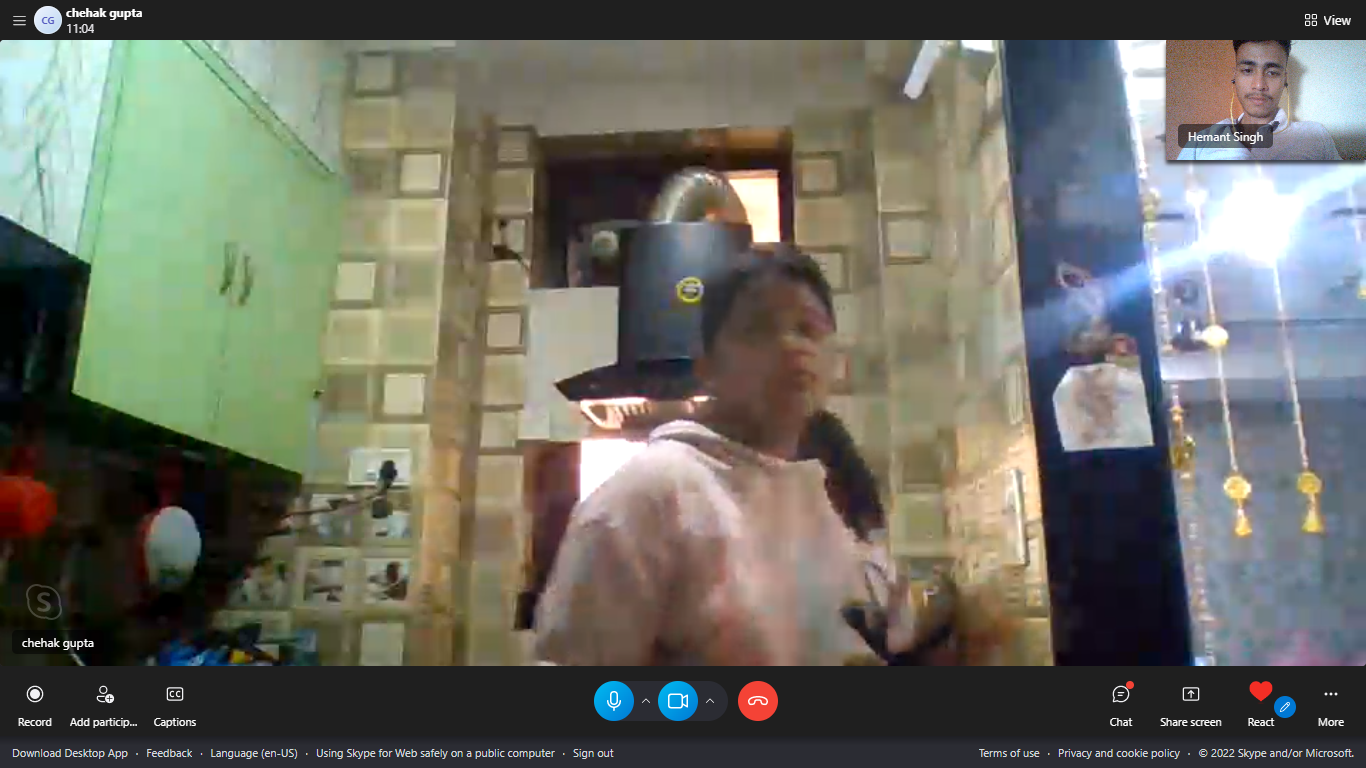 CG
chehak gupta
11:04
View
Hemant Singh
S
chehak gupta
Record
Add particip...
CC
Captions
Chat
Share screen
React
More
Download Desktop App · Feedback · Language (en-US) · Using Skype for Web safely on a public computer · Sign out
Terms of use · Privacy and cookie policy · © 2022 Skype and/or Microsoft.